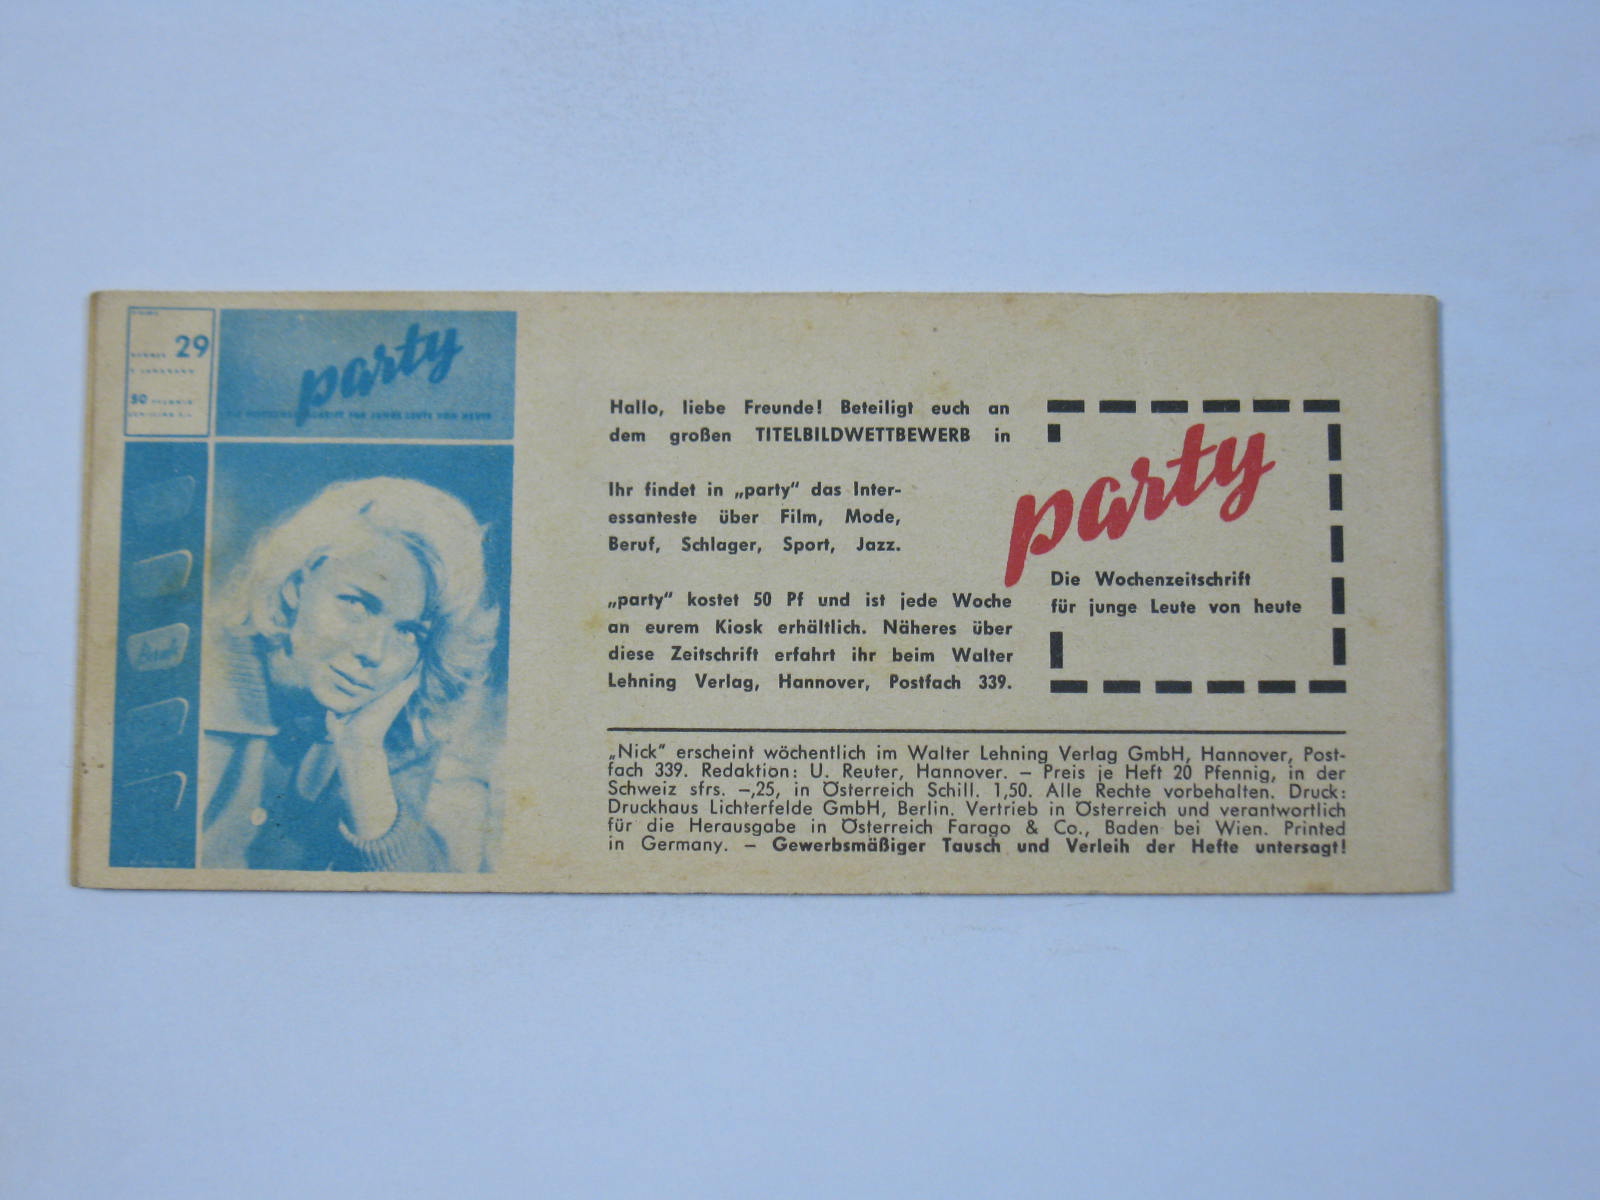 29
50
party
Hallo, liebe Freunde! Beteiligt euch an
dem großen TITELBILDWETTBEWERB in
Ihr findet in „party“ das Inter-
essanteste über Film, Mode,
Beruf, Schlager, Sport, Jazz.
„party“ kostet 50 Pf und ist jede Woche
an eurem Kiosk erhältlich. Näheres über
diese Zeitschrift erfahrt ihr beim Walter
Lehning Verlag, Hannover, Postfach 339.
party
Die Wochenzeitschrift
für junge Leute von heute
„Nick“ erscheint wöchentlich im Walter Lehning Verlag GmbH, Hannover, Post-
fach 339. Redaktion: U. Reuter, Hannover. – Preis je Heft 20 Pfennig, in der
Schweiz sfrs. –,25, in Österreich Schill. 1,50. Alle Rechte vorbehalten. Druck:
Druckhaus Lichterfelde GmbH, Berlin. Vertrieb in Österreich und verantwortlich
für die Herausgabe in Österreich Farago & Co., Baden bei Wien. Printed
in Germany. – Gewerbsmäßiger Tausch und Verleih der Hefte untersagt!